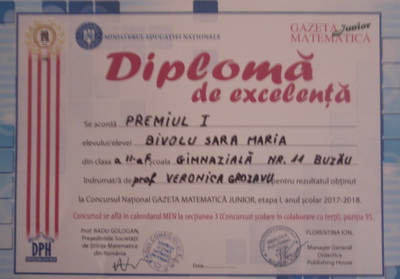 MINISTERUL EDUCAȚIEI NAȚIONALE
GAZETA Junior
MATEMATICĂ
Diplomă
de excelență
Se acordă PREMIUL I
elevului/elevei BIVOLU SARA MARIA
din clasa a II-a F, școala GIMNAZIALĂ NR. 11 BUZĂU
îndrumat/ă de prof VERONICA GROZAVU pentru rezultatul obținut
la Concursul Național GAZETA MATEMATICĂ JUNIOR, etapa I, anul școlar 2017-2018.
Concursul se află în calendarul MEN la secțiunea 3 (Concursuri școlare în colaborare cu terți), poziția 95.
Prof. RADU GOLOGAN,
Președintele Societății
de Științe Matematice
din România
FLORENTINA ION,
Manager General
Didactica
Publishing House
DPH
Data